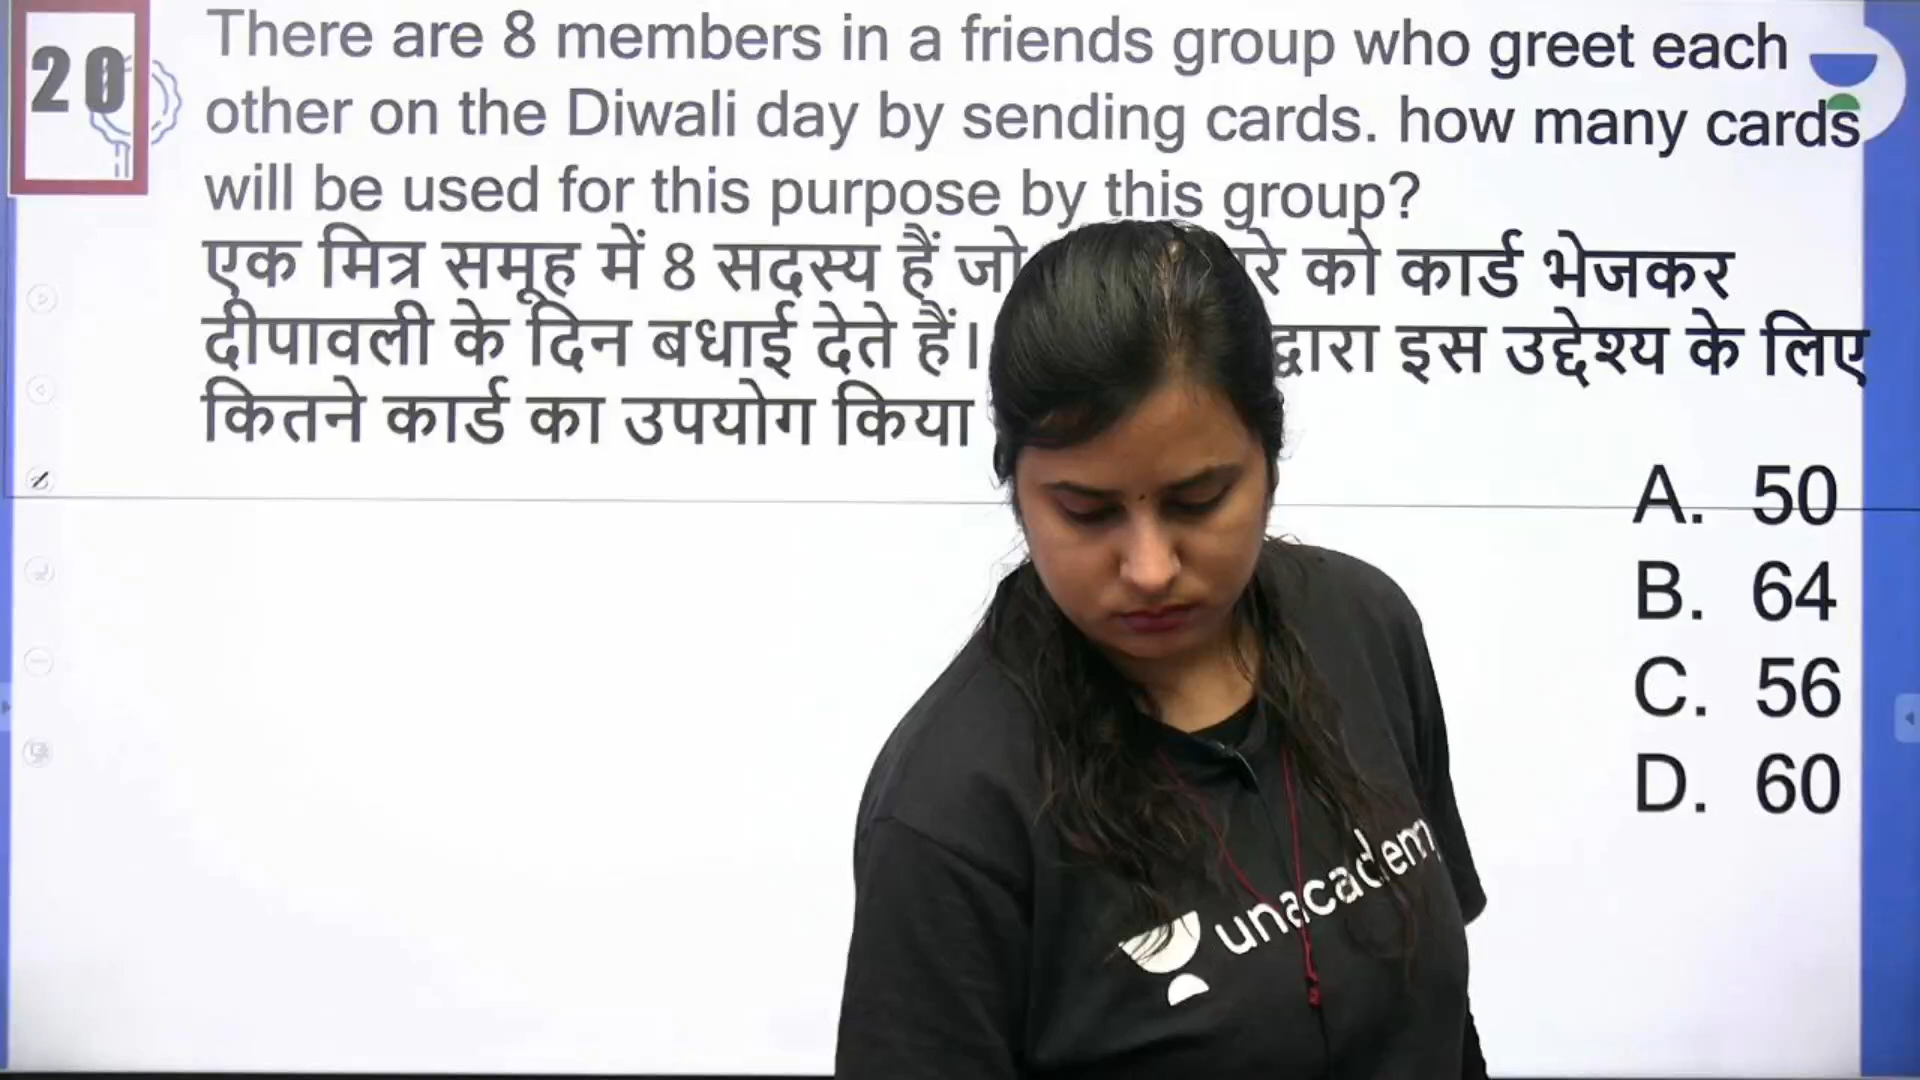 20
There are 8 members in a friends group who greet each
other on the Diwali day by sending cards. how many cards
will be used for this purpose by this group?
एक मित्र समूह में 8 सदस्य हैं जो को कार्ड भेजकर
दीपावली के दिन बधाई देते हैं। द्वारा इस उद्देश्य के लिए
कितने कार्ड का उपयोग किया
A. 50
B. 64
C. 56
D. 60
unacademy